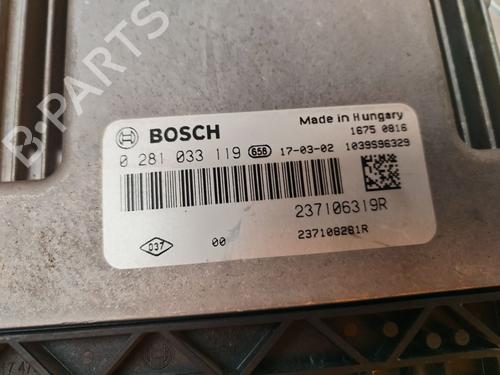 B-PARTS
BOSCH
Made in Hungary
1675 0816
0 281 033 119 656 17-03-02 1039S96329
237106319R
037 00 237108281R